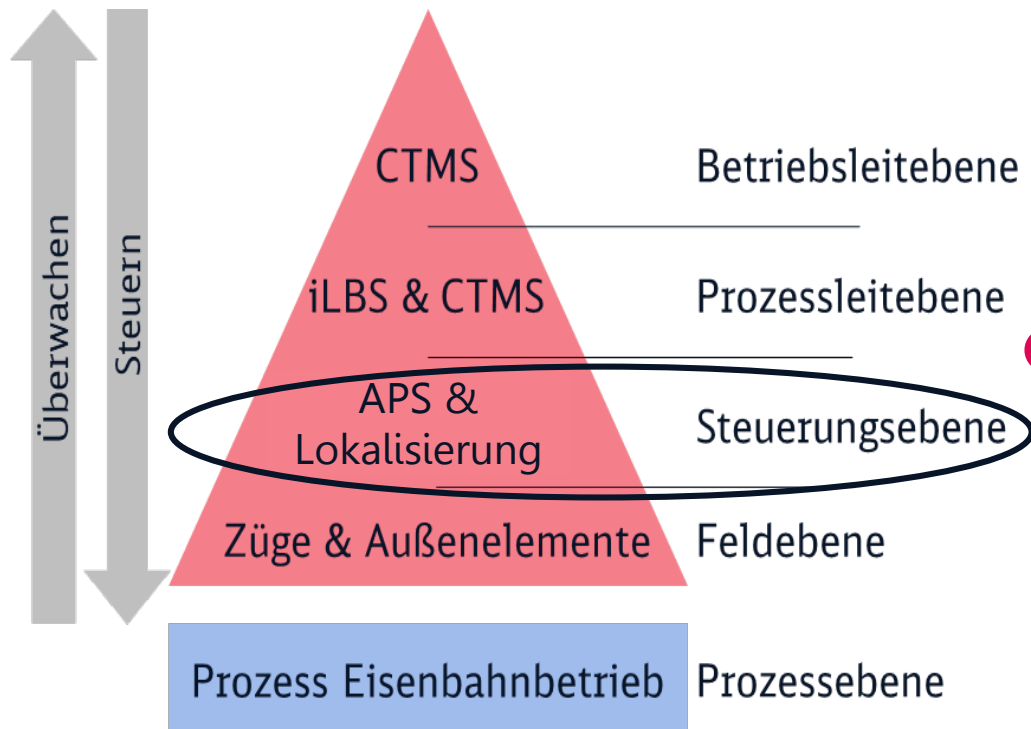 Überwachen
Steuern
CTMS
Betriebsleitebene
iLBS & CTMS
Prozessleitebene
APS &
Lokalisierung
Steuerungsebene
Züge & Außenelemente
Feldebene
Prozess Eisenbahnbetrieb
Prozessebene